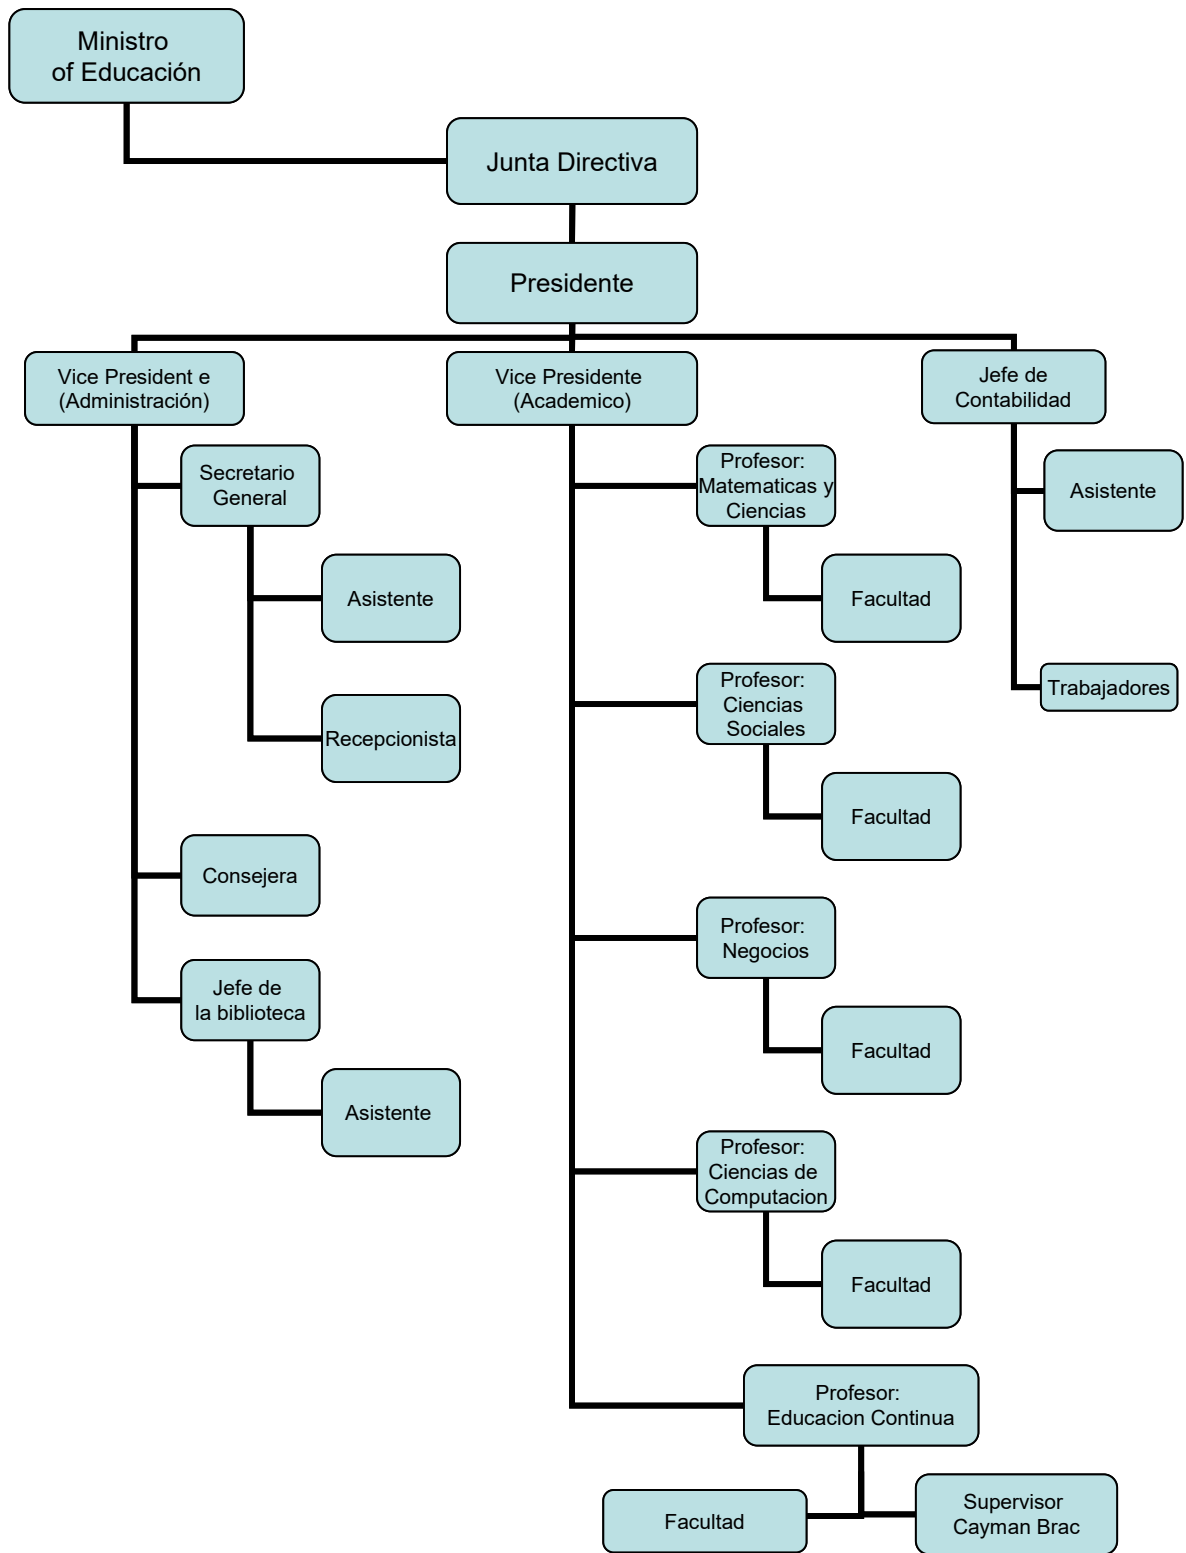 Ministro
of Educación
Junta Directiva
Presidente
Vice President e
(Administración)
Vice Presidente
(Academico)
Jefe de
Contabilidad
Secretario
General
Profesor:
Matematicas y
Ciencias
Asistente
Asistente
Facultad
Profesor:
Ciencias
Sociales
Trabajadores
Recepcionista
Facultad
Consejera
Profesor:
Negocios
Jefe de
la biblioteca
Facultad
Asistente
Profesor:
Ciencias de
Computacion
Facultad
Profesor:
Educacion Continua
Facultad
Supervisor
Cayman Brac